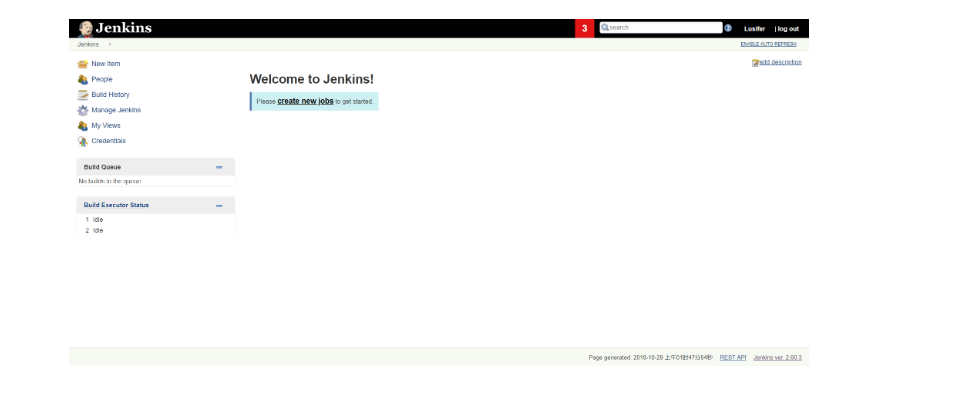 Jenkins
3
search
Lusifer
| log out
Jenkins
ENABLE AUTO REFRESH
New Item
People
Build History
Manage Jenkins
My Views
Credentials
add description
Welcome to Jenkins!
Please create new jobs to get started.
Build Queue
No builds in the queue.
Build Executor Status
1 Idle
2 Idle
Page generated: 2018-10-29 上午01时47分54秒
REST API
Jenkins ver. 2.60.3